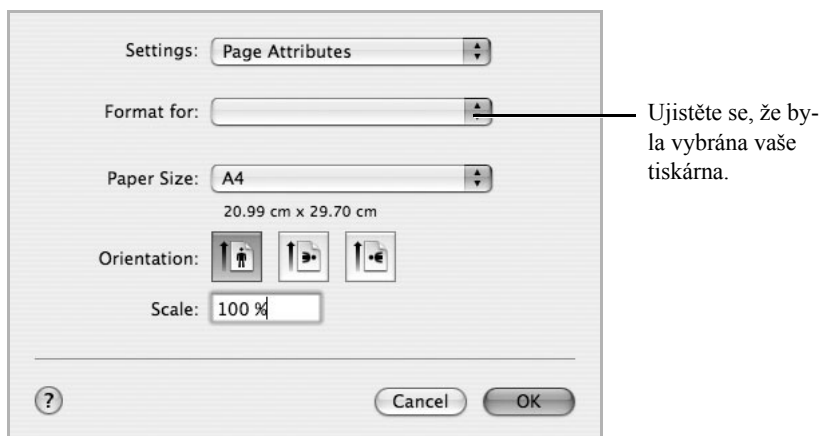 Settings: Page Attributes
Format for:
Ujistěte se, že by-
la vybrána vaše
tiskárna.
Paper Size: A4
20.99 cm x 29.70 cm
Orientation:
Scale: 100 %
? Cancel OK